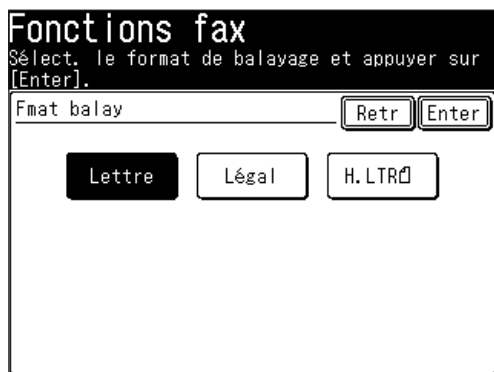 Fonctions fax
Sélect. le format de balayage et appuyer sur
[Enter].
Fmat balay Retr Enter
Lettre Légal H.LTR